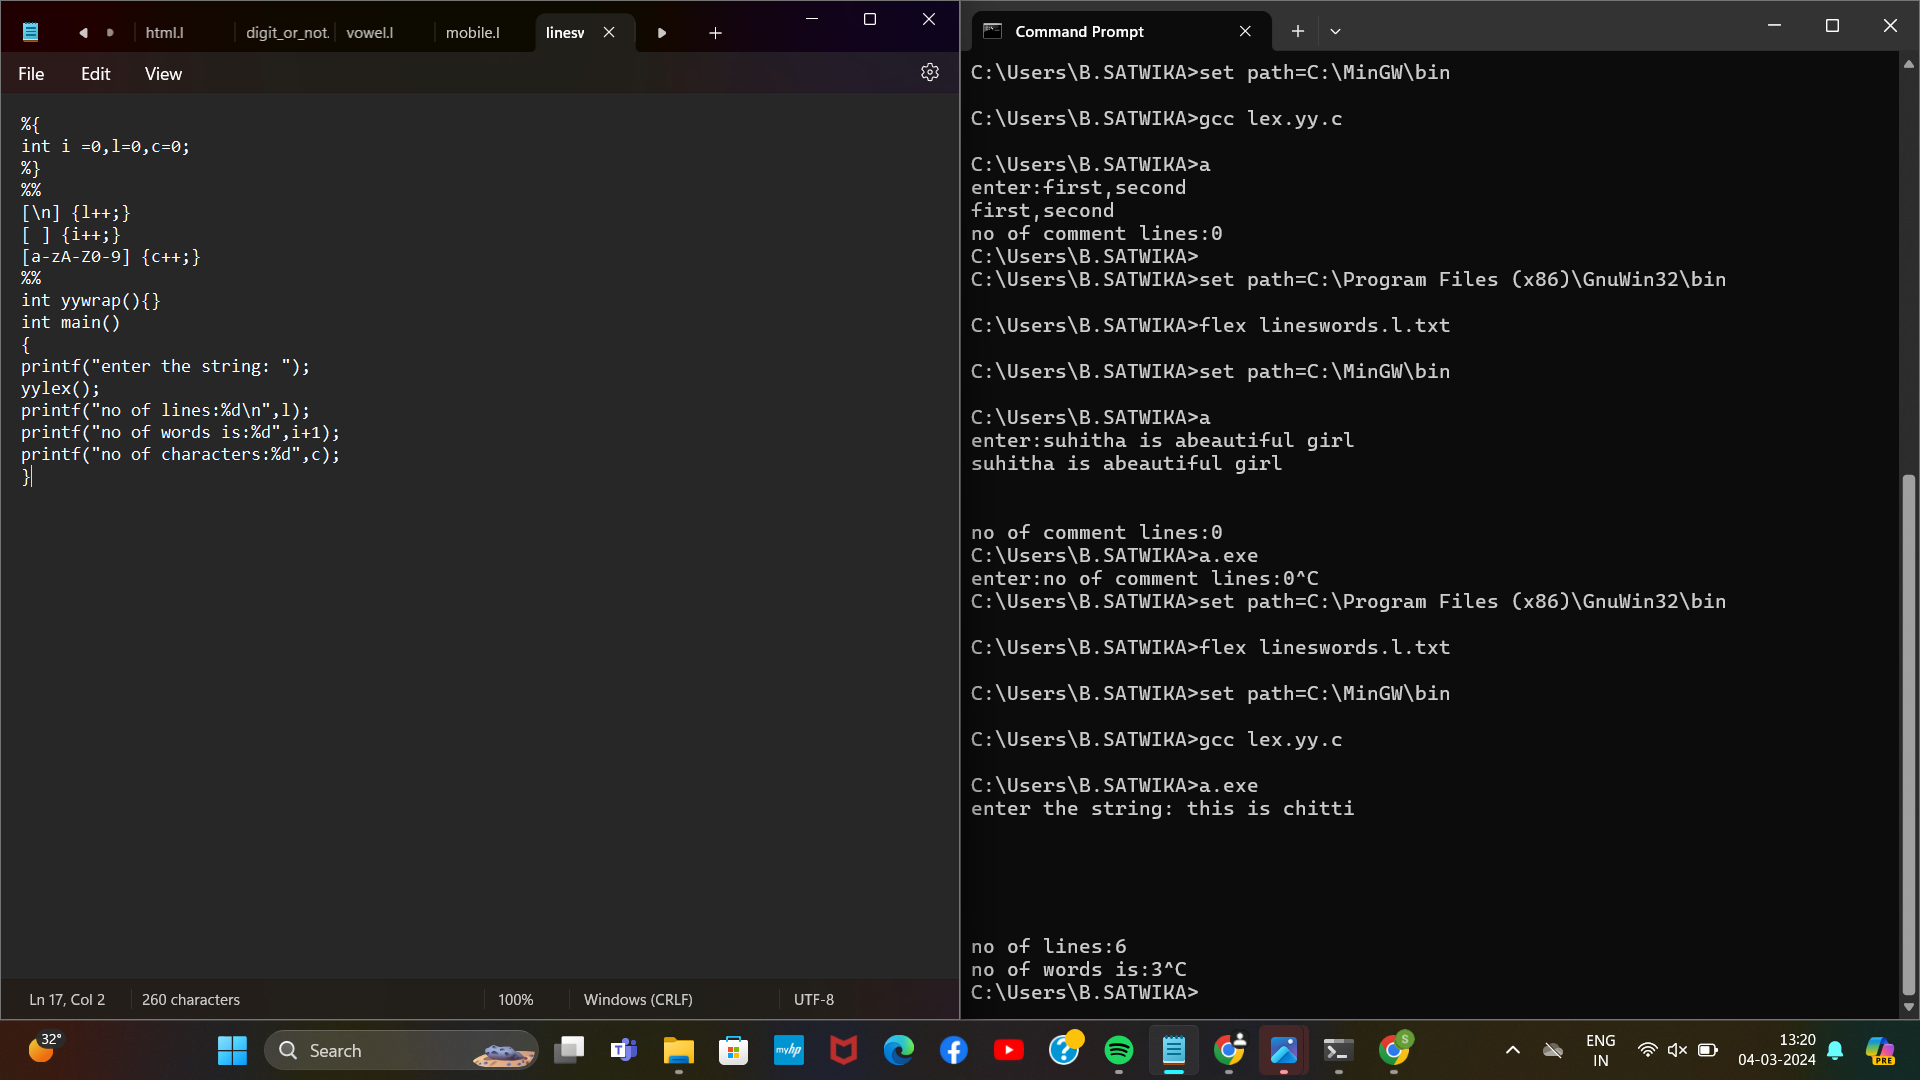 html.l
digit_or_not.
vowel.l
mobile.l
linesv
File
Edit
View
%{
int i =0,l=0,c=0;
%}
%%
[\n] {l++;}
[ ] {i++;}
[a-zA-Z0-9] {c++;}
%%
int yywrap(){}
int main()
{
printf("enter the string: ");
yylex();
printf("no of lines:%d\n",l);
printf("no of words is:%d",i+1);
printf("no of characters:%d",c);
}
Ln 17, Col 2
260 characters
100%
Windows (CRLF)
UTF-8
Command Prompt
C:\Users\B.SATWIKA>set path=C:\MinGW\bin
C:\Users\B.SATWIKA>gcc lex.yy.c
C:\Users\B.SATWIKA>a
enter:first,second
first,second
no of comment lines:0
C:\Users\B.SATWIKA>
C:\Users\B.SATWIKA>set path=C:\Program Files (x86)\GnuWin32\bin
C:\Users\B.SATWIKA>flex lineswords.l.txt
C:\Users\B.SATWIKA>set path=C:\MinGW\bin
C:\Users\B.SATWIKA>a
enter:suhitha is abeautiful girl
suhitha is abeautiful girl
no of comment lines:0
C:\Users\B.SATWIKA>a.exe
enter:no of comment lines:0^C
C:\Users\B.SATWIKA>set path=C:\Program Files (x86)\GnuWin32\bin
C:\Users\B.SATWIKA>flex lineswords.l.txt
C:\Users\B.SATWIKA>set path=C:\MinGW\bin
C:\Users\B.SATWIKA>gcc lex.yy.c
C:\Users\B.SATWIKA>a.exe
enter the string: this is chitti
no of lines:6
no of words is:3^C
C:\Users\B.SATWIKA>
32°
Search
myhp
S
ENG
IN
13:20
04-03-2024
PRE